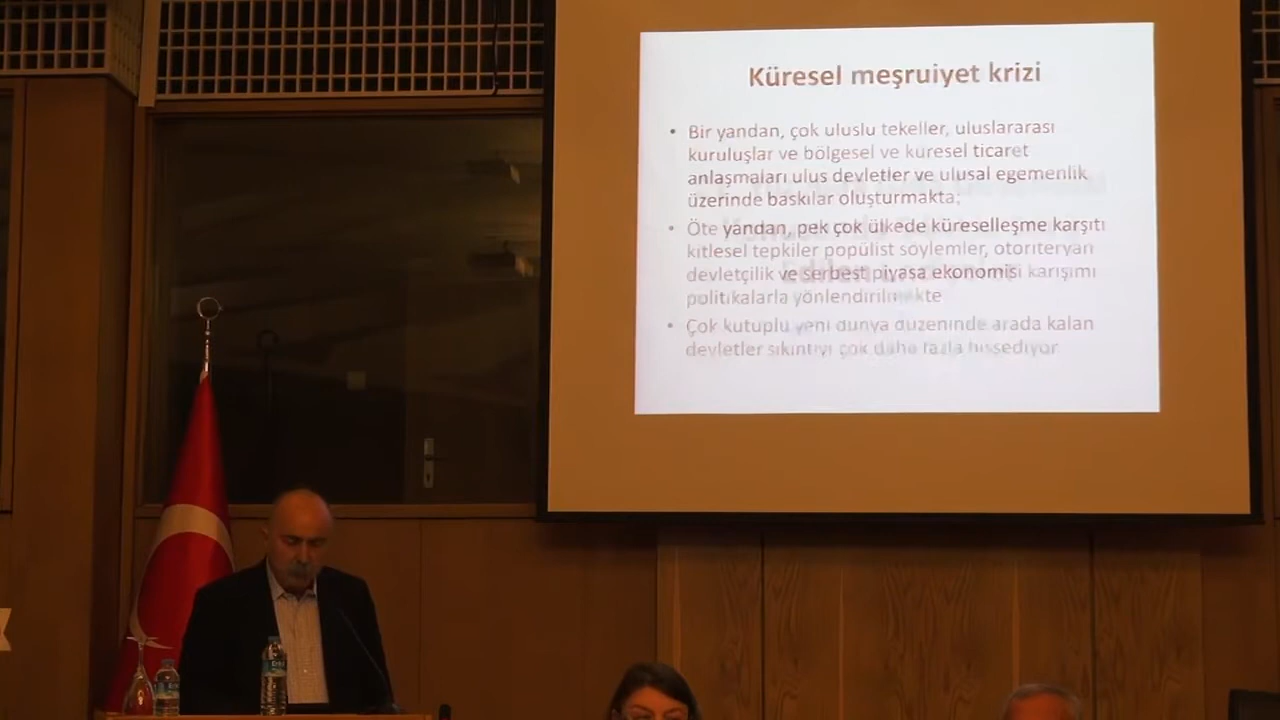 Küresel meşruiyet krizi
• Bir yandan, çok uluslu tekeller, uluslararası
kuruluşlar ve bölgesel ve küresel ticaret
anlaşmaları ulus devletler ve ulusal egemenlik
üzerinde baskılar oluşturmakta;
• Öte yandan, pek çok ülkede küreselleşme karşıtı
kitlesel tepkiler popülist söylemler, otoriteryan
devletçilik ve serbest piyasa ekonomisi karışımı
politikalarla yönlendirilmekte
• Çok kutuplu yeni dünya düzeninde arada kalan
devletler sıkıntıyı çok daha fazla hissediyor